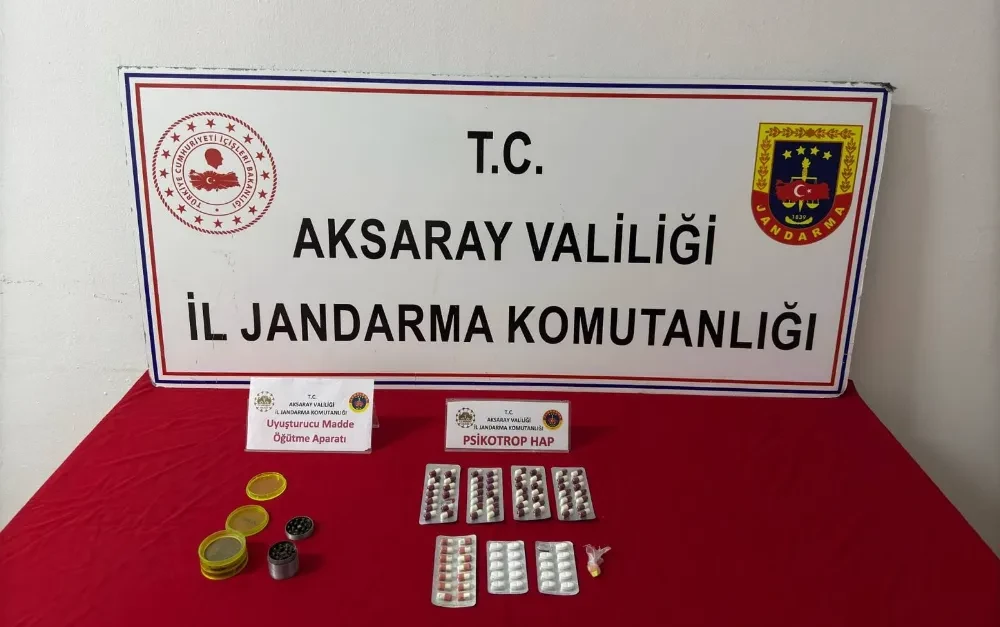 T.C.
AKSARAY VALİLİĞİ
İL JANDARMA KOMUTANLIĞI
TÜRKİYE CUMHURİYETİ İÇİŞLERİ BAKANLIĞI
1839
JANDARMA
T.C.
AKSARAY VALİLİĞİ
İL JANDARMA KOMUTANLIĞI
Uyuşturucu Madde
Öğütme Aparatı
T.C.
AKSARAY VALİLİĞİ
İL JANDARMA KOMUTANLIĞI
PSİKOTROP HAP